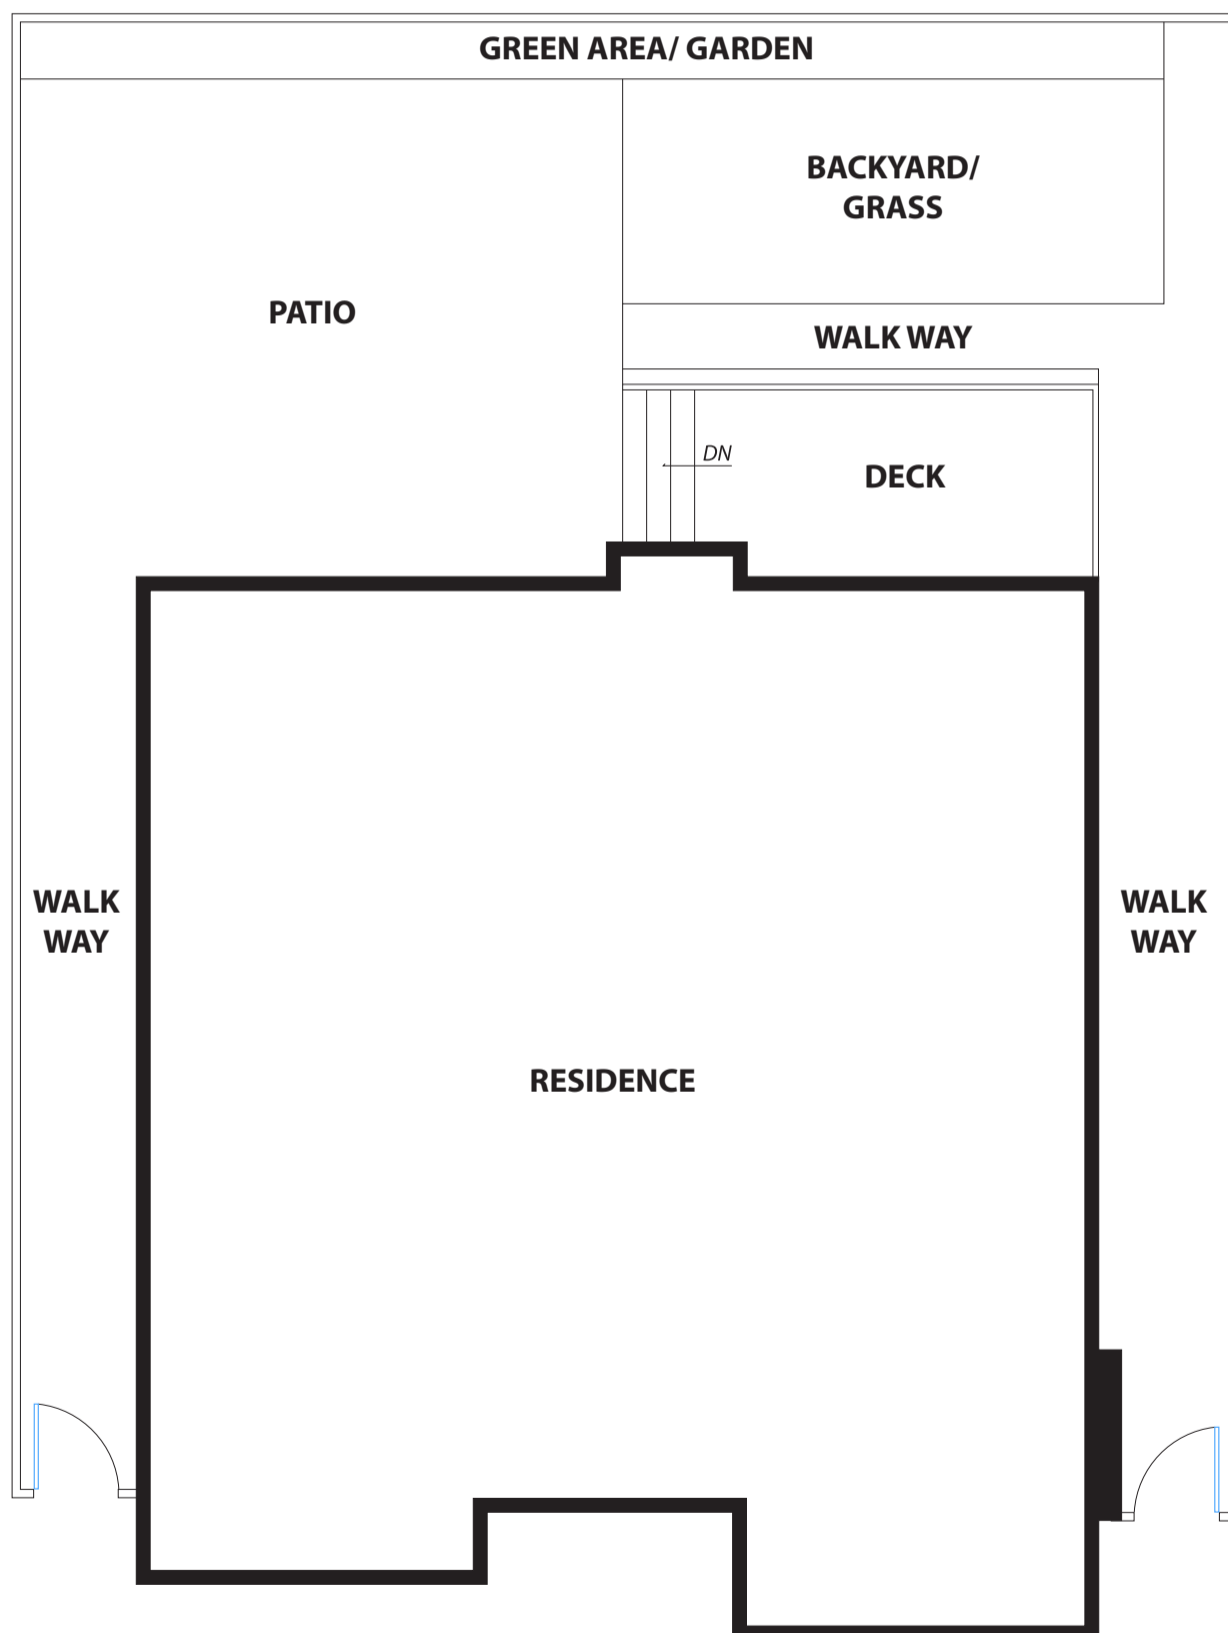 GREEN AREA/ GARDEN
BACKYARD/
GRASS
PATIO
WALK WAY
DN
DECK
WALK
WAY
WALK
WAY
RESIDENCE